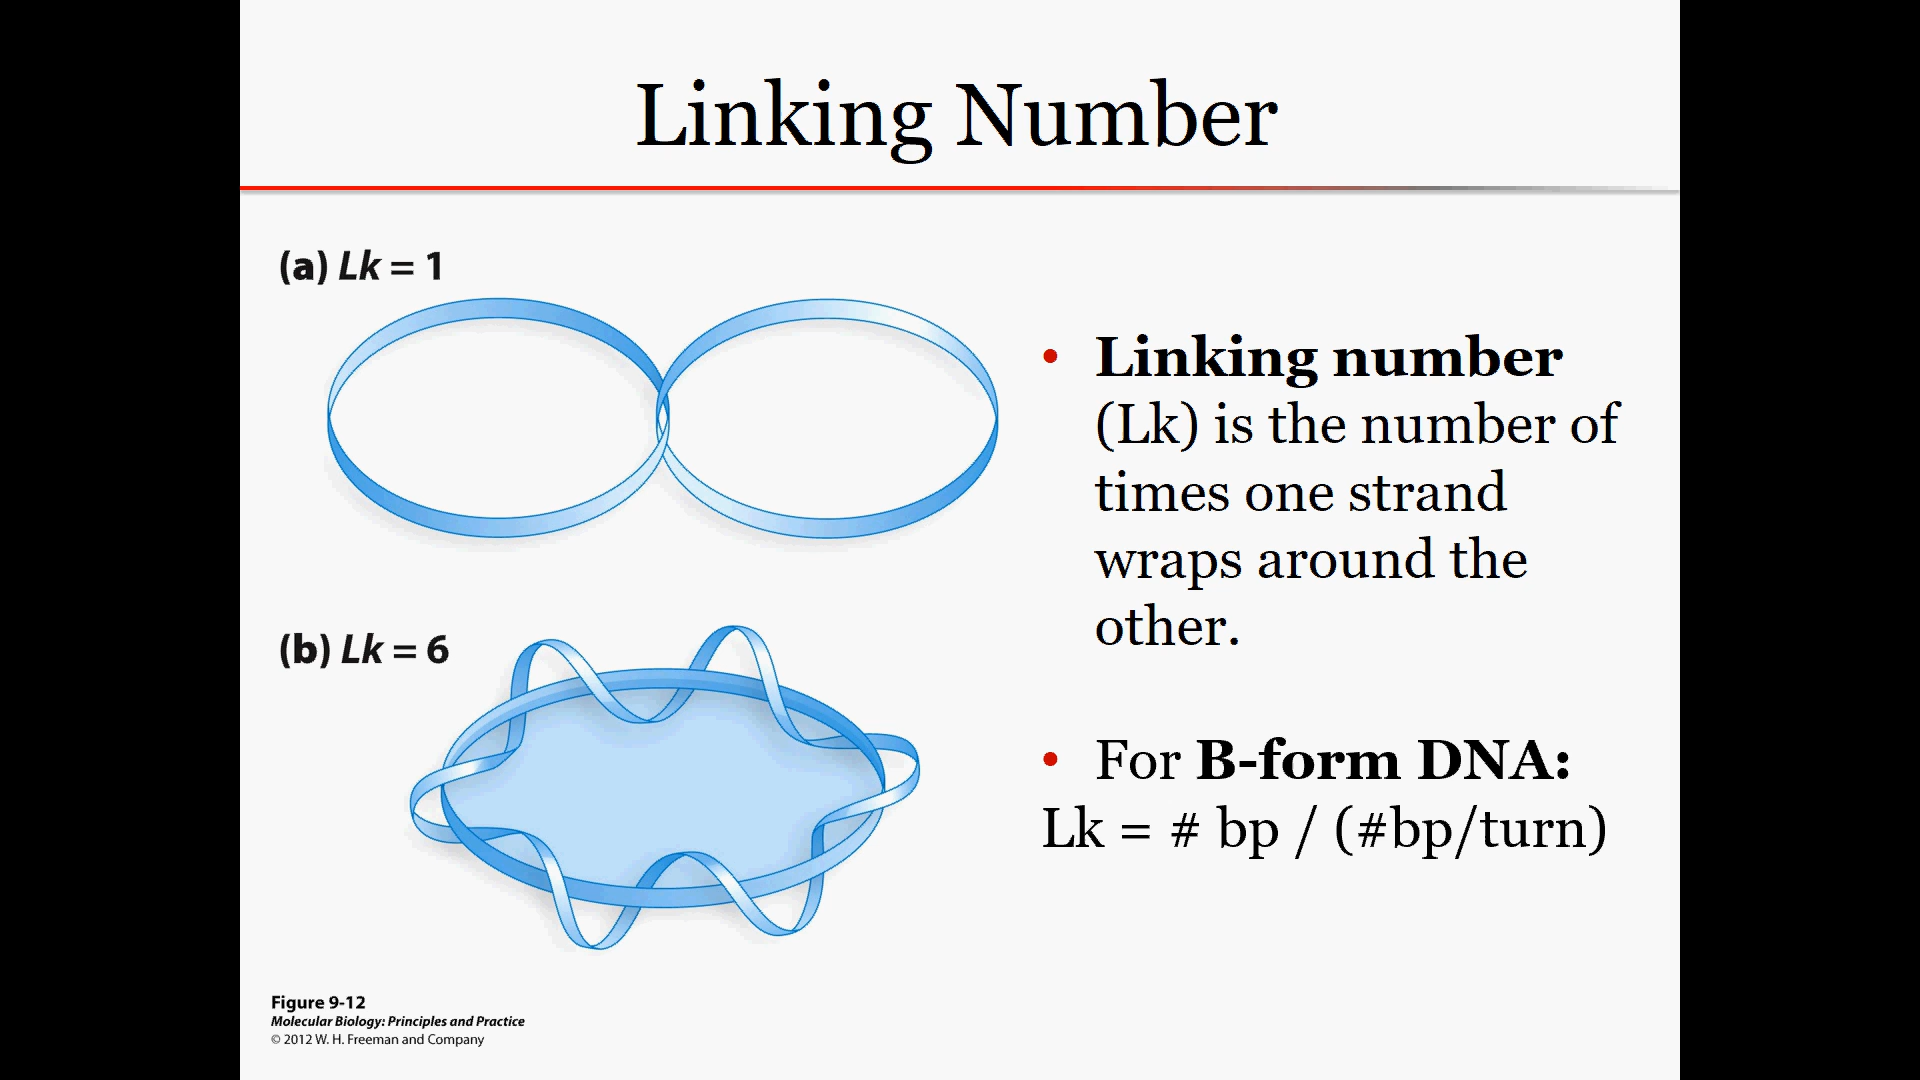 Linking Number
(a) Lk = 1
(b) Lk = 6
• Linking number
(Lk) is the number of
times one strand
wraps around the
other.
• For B-form DNA:
Lk = # bp / (#bp/turn)
Figure 9-12
Molecular Biology: Principles and Practice
© 2012 W. H. Freeman and Company